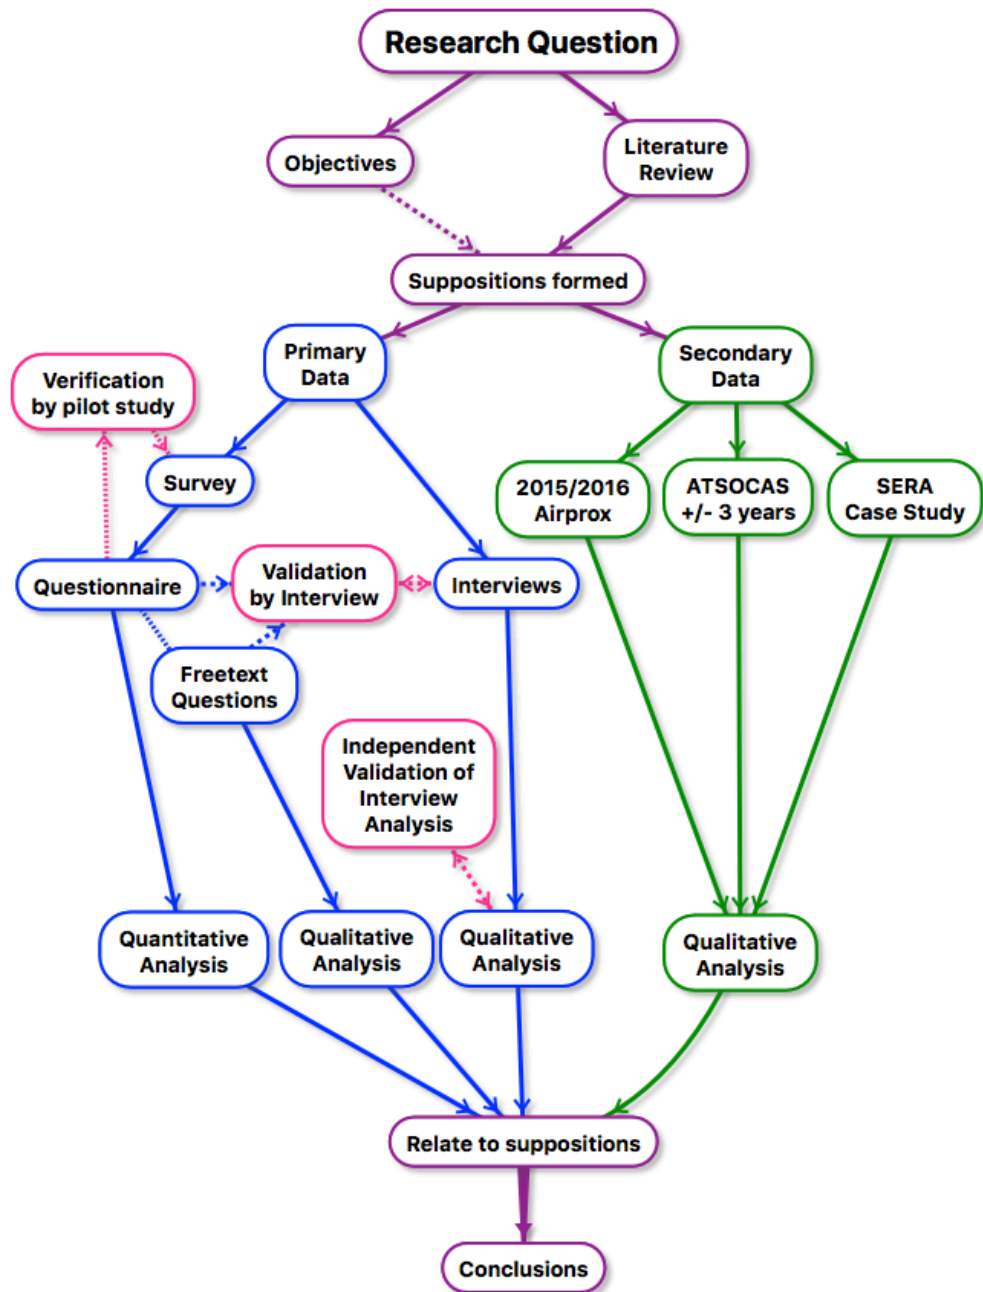 Research Question
Objectives
Literature
Review
Suppositions formed
Primary
Data
Secondary
Data
Verification
by pilot study
Survey
2015/2016
Airprox
ATSOCAS
+/- 3 years
SERA
Case Study
Questionnaire
Validation
by Interview
Interviews
Freetext
Questions
Independent
Validation of
Interview
Analysis
Quantitative
Analysis
Qualitative
Analysis
Qualitative
Analysis
Qualitative
Analysis
Relate to suppositions
Conclusions